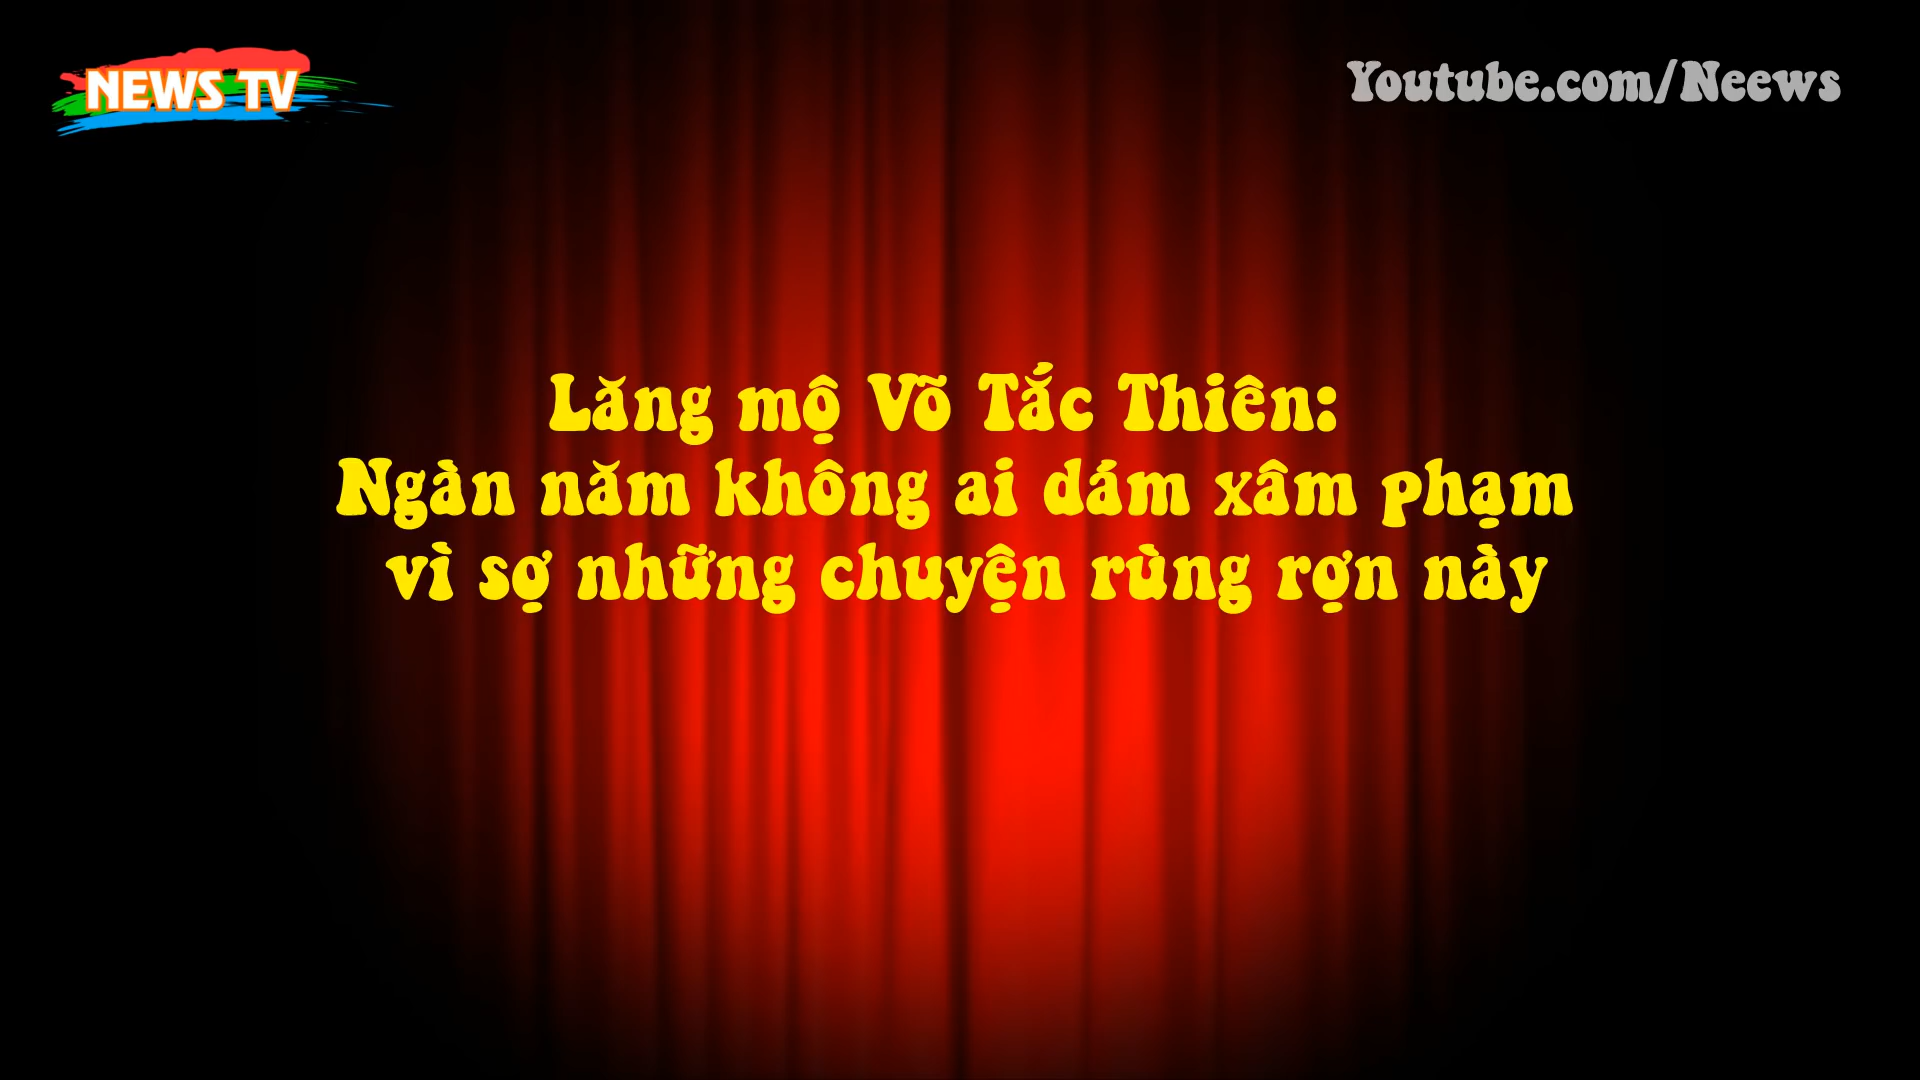 NEWS TV
Youtube.com/Neews
Lăng mộ Võ Tắc Thiên:
Ngàn năm không ai dám xâm phạm
vì sợ những chuyện rùng rợn này